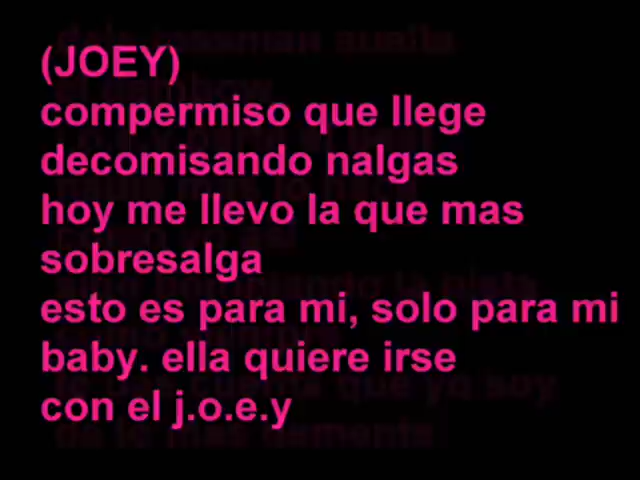 (JOEY)
compermiso que llege
decomisando nalgas
hoy me llevo la que mas
sobresalga
esto es para mi, solo para mi
baby. ella quiere irse
con el j.o.e.y